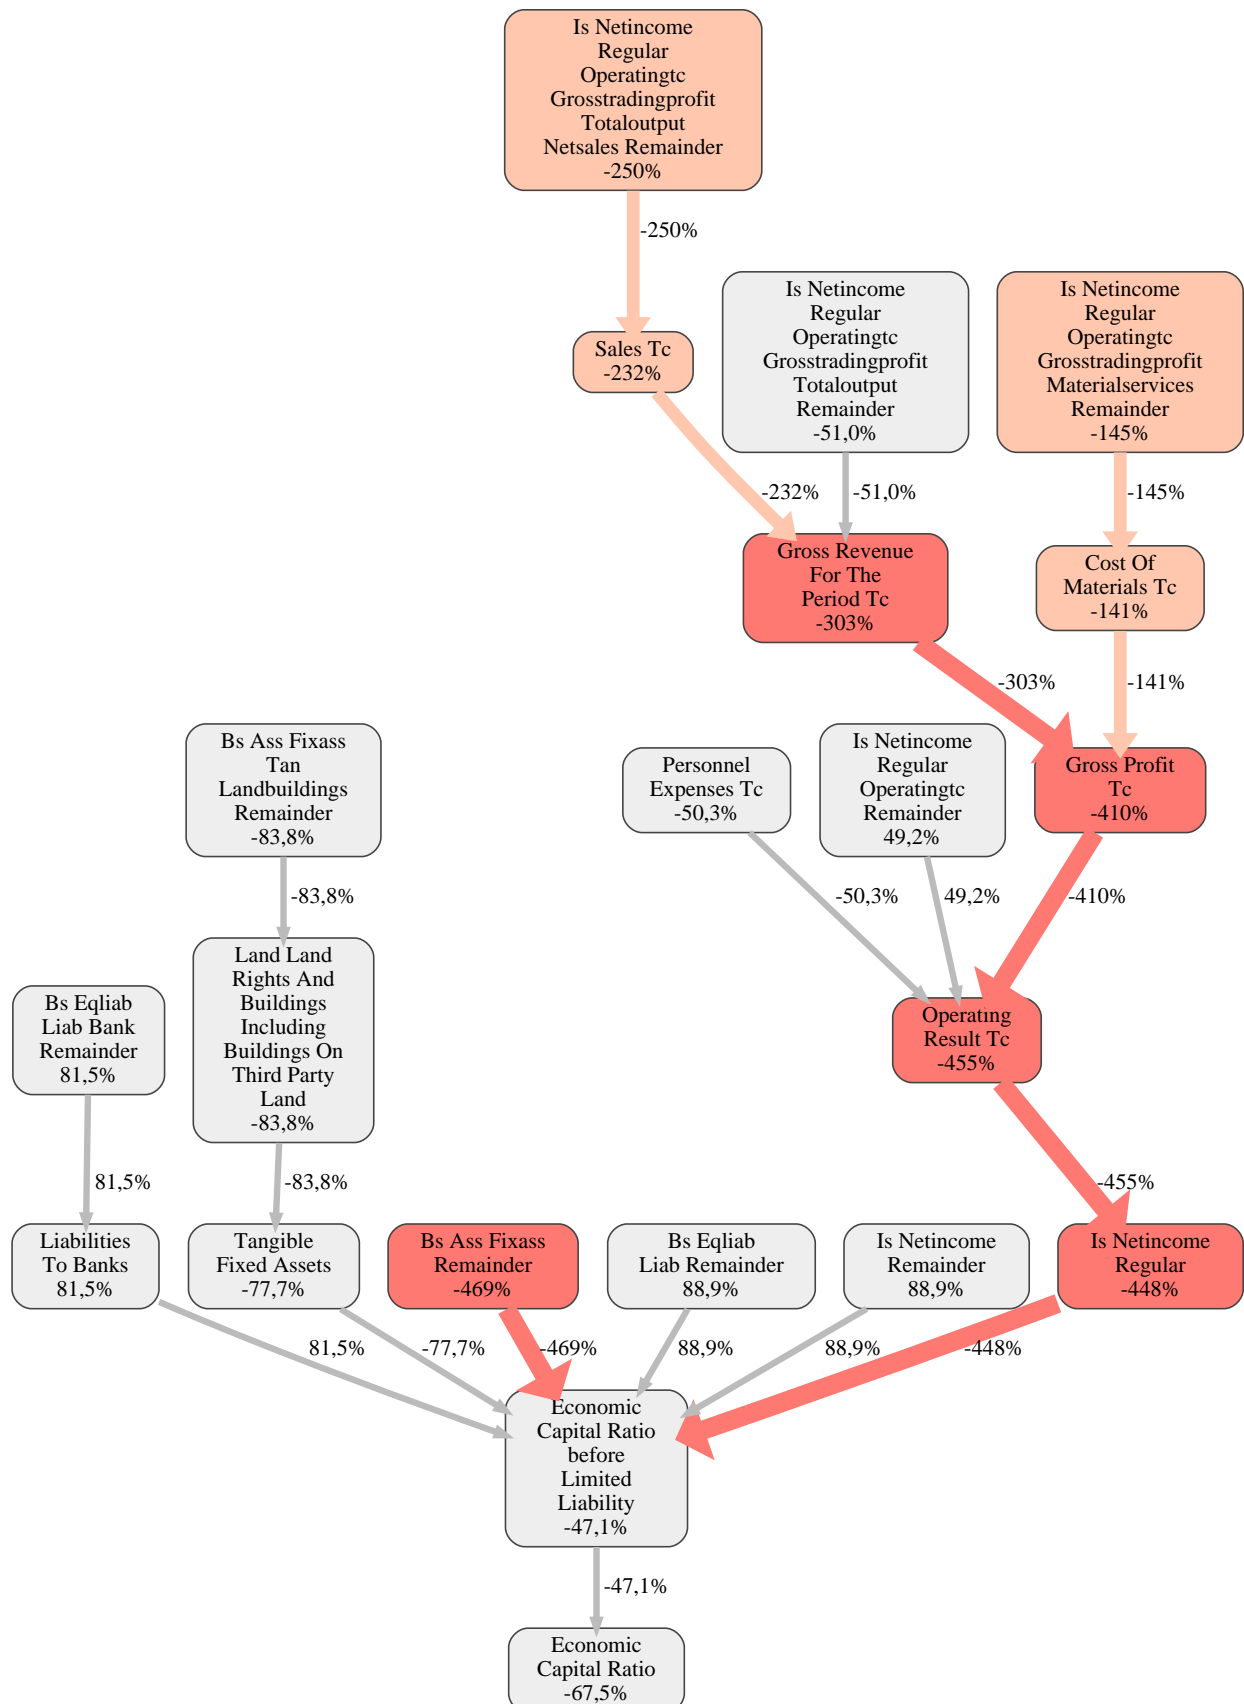 Is Netincome
Regular
Operatingtc
Grosstradingprofit
Totaloutput
Netsales Remainder
-250%
-250%
Sales Tc
-232%
Is Netincome
Regular
Operatingtc
Grosstradingprofit
Totaloutput
Remainder
-51,0%
Is Netincome
Regular
Operatingtc
Grosstradingprofit
Materialservices
Remainder
-145%
-232%
-51,0%
-145%
Gross Revenue
For The
Period Tc
-303%
Cost Of
Materials Tc
-141%
-303%
-141%
Bs Ass Fixass
Tan
Landbuildings
Remainder
-83,8%
Personnel
Expenses Tc
-50,3%
Is Netincome
Regular
Operatingtc
Remainder
49,2%
Gross Profit
Tc
-410%
-83,8%
-50,3%
49,2%
-410%
Bs Eqliab
Liab Bank
Remainder
81,5%
Land Land
Rights And
Buildings
Including
Buildings On
Third Party
Land
-83,8%
Operating
Result Tc
-455%
81,5%
-83,8%
-455%
Liabilities
To Banks
81,5%
Tangible
Fixed Assets
-77,7%
Bs Ass Fixass
Remainder
-469%
Bs Eqliab
Liab Remainder
88,9%
Is Netincome
Remainder
88,9%
Is Netincome
Regular
-448%
81,5%
-77,7%
-469%
88,9%
88,9%
-448%
Economic
Capital Ratio
before
Limited
Liability
-47,1%
-47,1%
Economic
Capital Ratio
-67,5%